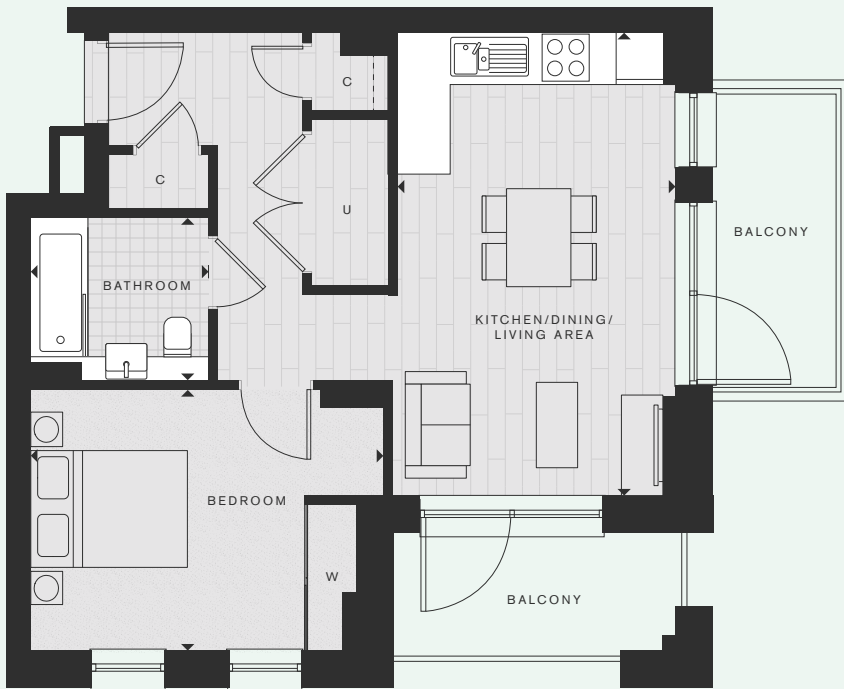 C
C
U
BALCONY
BATHROOM
KITCHEN/DINING/
LIVING AREA
BEDROOM
W
BALCONY